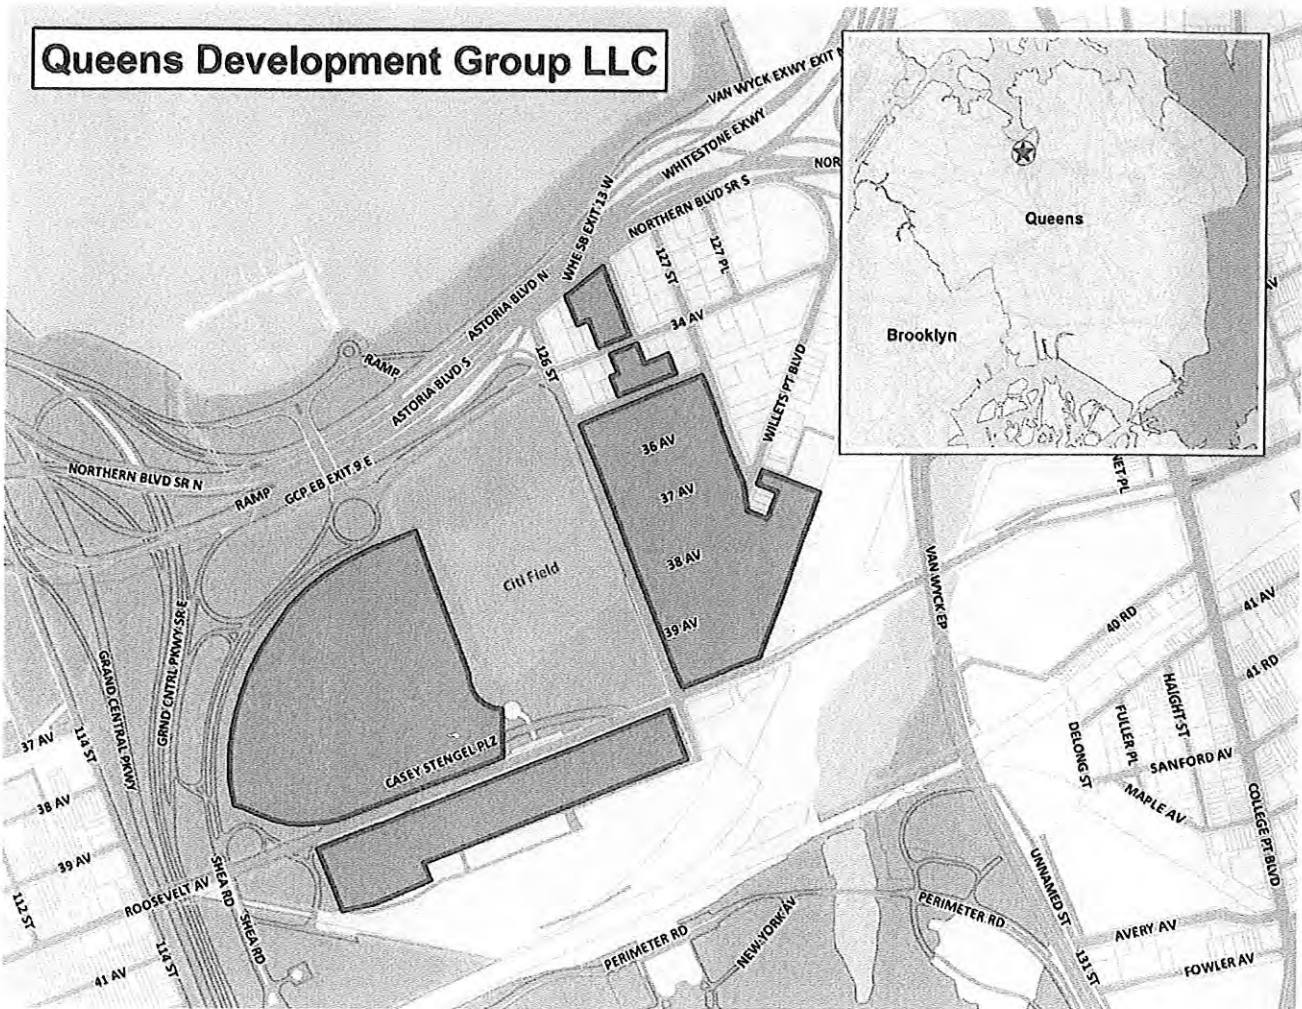 Queens Development Group LLC
VAN WYCK EXWY EXIT
WHITESTONE EXWY
NORTHERN BLVD SR S
WHE SB EXIT 13 W
127 ST
127 PL
ASTORIA BLVD N
34 AV
RAMP
ASTORIA BLVD S
126 ST
WILLETS PT BLVD
Queens
Brooklyn
NORTHERN BLVD SR N
RAMP
GCP EB EXIT 9 E
36 AV
37 AV
38 AV
39 AV
Citi Field
GRAND CENTRAL PKWY
GRND CNTRL PKWY SR E
VAN WYCK EP
40 RD
41 AV
41 RD
HAIGHT ST
FULLER PL
DELONG ST
SANFORD AV
MAPLE AV
COLLEGE PT BLVD
CASEY STENGEL PLZ
37 AV
114 ST
38 AV
39 AV
112 ST
ROOSEVELT AV
SHEA RD
SHEA RD
114 ST
41 AV
PERIMETER RD
NEW YORK AV
PERIMETER RD
UNNAMED ST
131 ST
AVERY AV
FOWLER AV